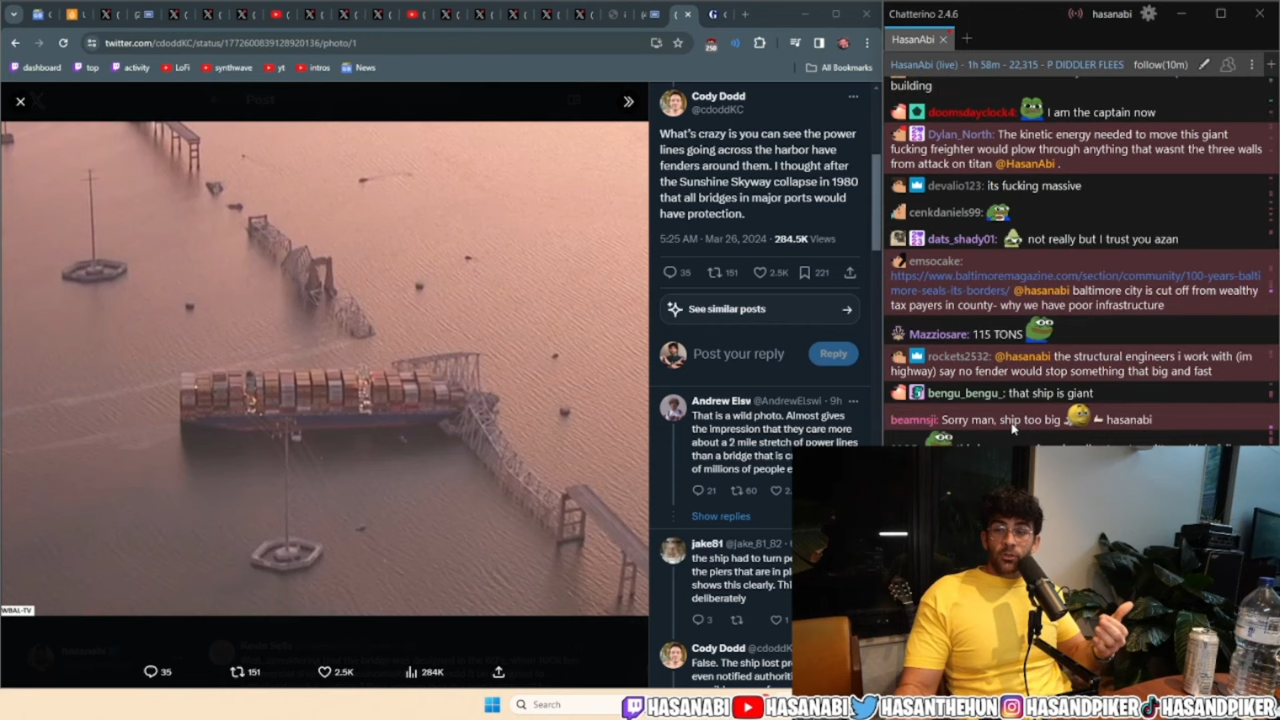 Chatterino 2.4.6
hasanabi
twitter.com/cdoddKC/status/1772600839128920136/photo/1
HasanAbi
dashboard
top
activity
LoFi
synthwave
yt
intros
News
All Bookmarks
HasanAbi (live) - 1h 58m - 22,315 - P DIDDLER FLEES
follow(10m)
Post
Cody Dodd
@cdoddKC
What's crazy is you can see the power
lines going across the harbor have
fenders around them. I thought after
the Sunshine Skyway collapse in 1980
that all bridges in major ports would
have protection.
5:25 AM · Mar 26, 2024 · 284.5K Views
35
151
2.5K
221
See similar posts
Post your reply
Reply
Andrew Elsv @AndrewElswi · 9h
That is a wild photo. Almost gives
the impression that they care more
about a 2 mile stretch of power lines
than a bridge that is
of millions of people e
21
60
2.
Show replies
jake81 @jake_81_82
the ship had to turn
the piers that are in
shows this clearly.
deliberately
3
1
Cody Dodd @cdoddK
False. The ship lost
even notified authorit
building
doomsdayclock4: I am the captain now
Dylan_North: The kinetic energy needed to move this giant
fucking freighter would plow through anything that wasnt the three walls
from attack on titan @HasanAbi .
devalio123: its fucking massive
cenkdaniels99:
dats_shady01: not really but I trust you azan
emsocake:
https://www.baltimoremagazine.com/section/community/100-years-balti
more-seals-its-borders/ @hasanabi baltimore city is cut off from wealthy
tax payers in county- why we have poor infrastructure
Mazziosare: 115 TONS
rockets2532: @hasanabi the structural engineers i work with (im
highway) say no fender would stop something that big and fast
bengu_bengu_: that ship is giant
beamnsji: Sorry man, ship too big hasanabi
WBAL-TV
35
151
2.5K
284K
Search
HASANABI
HASANABI
HASANTHEHUN
HASANDPIKER
HASANDPIKER